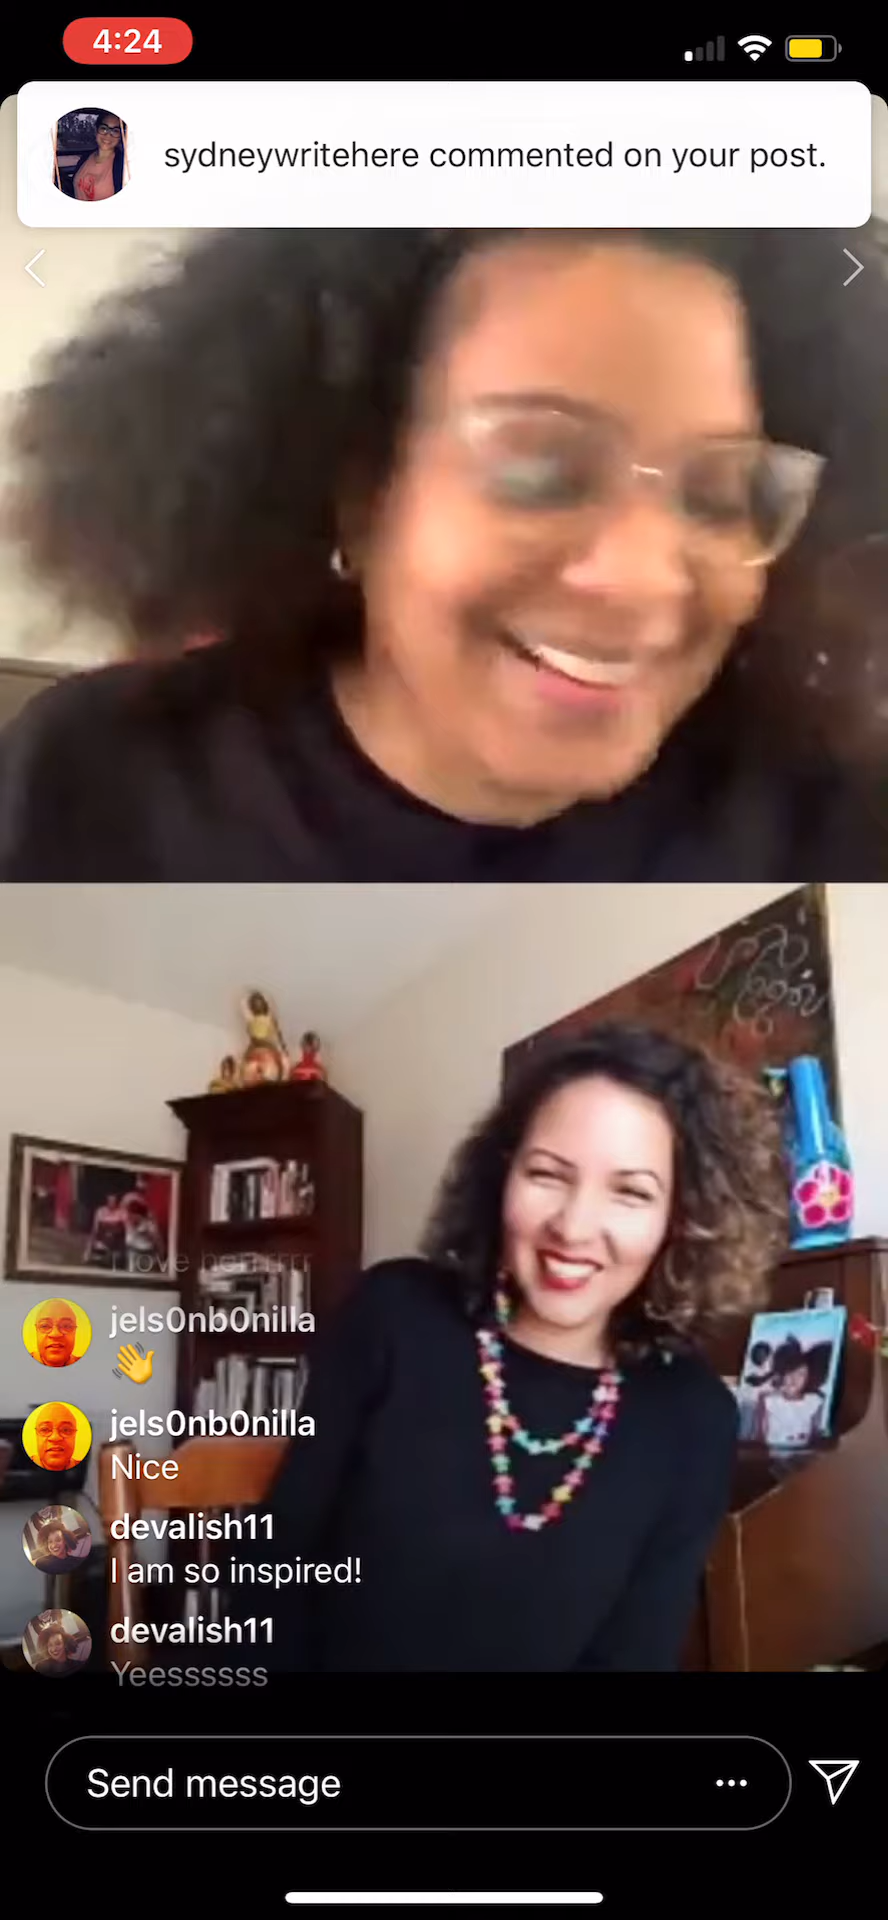 4:24
sydneywritehere commented on your post.
jels0nb0nilla
👋
jels0nb0nilla
Nice
devalish11
I am so inspired!
devalish11
Yeessssss
Send message